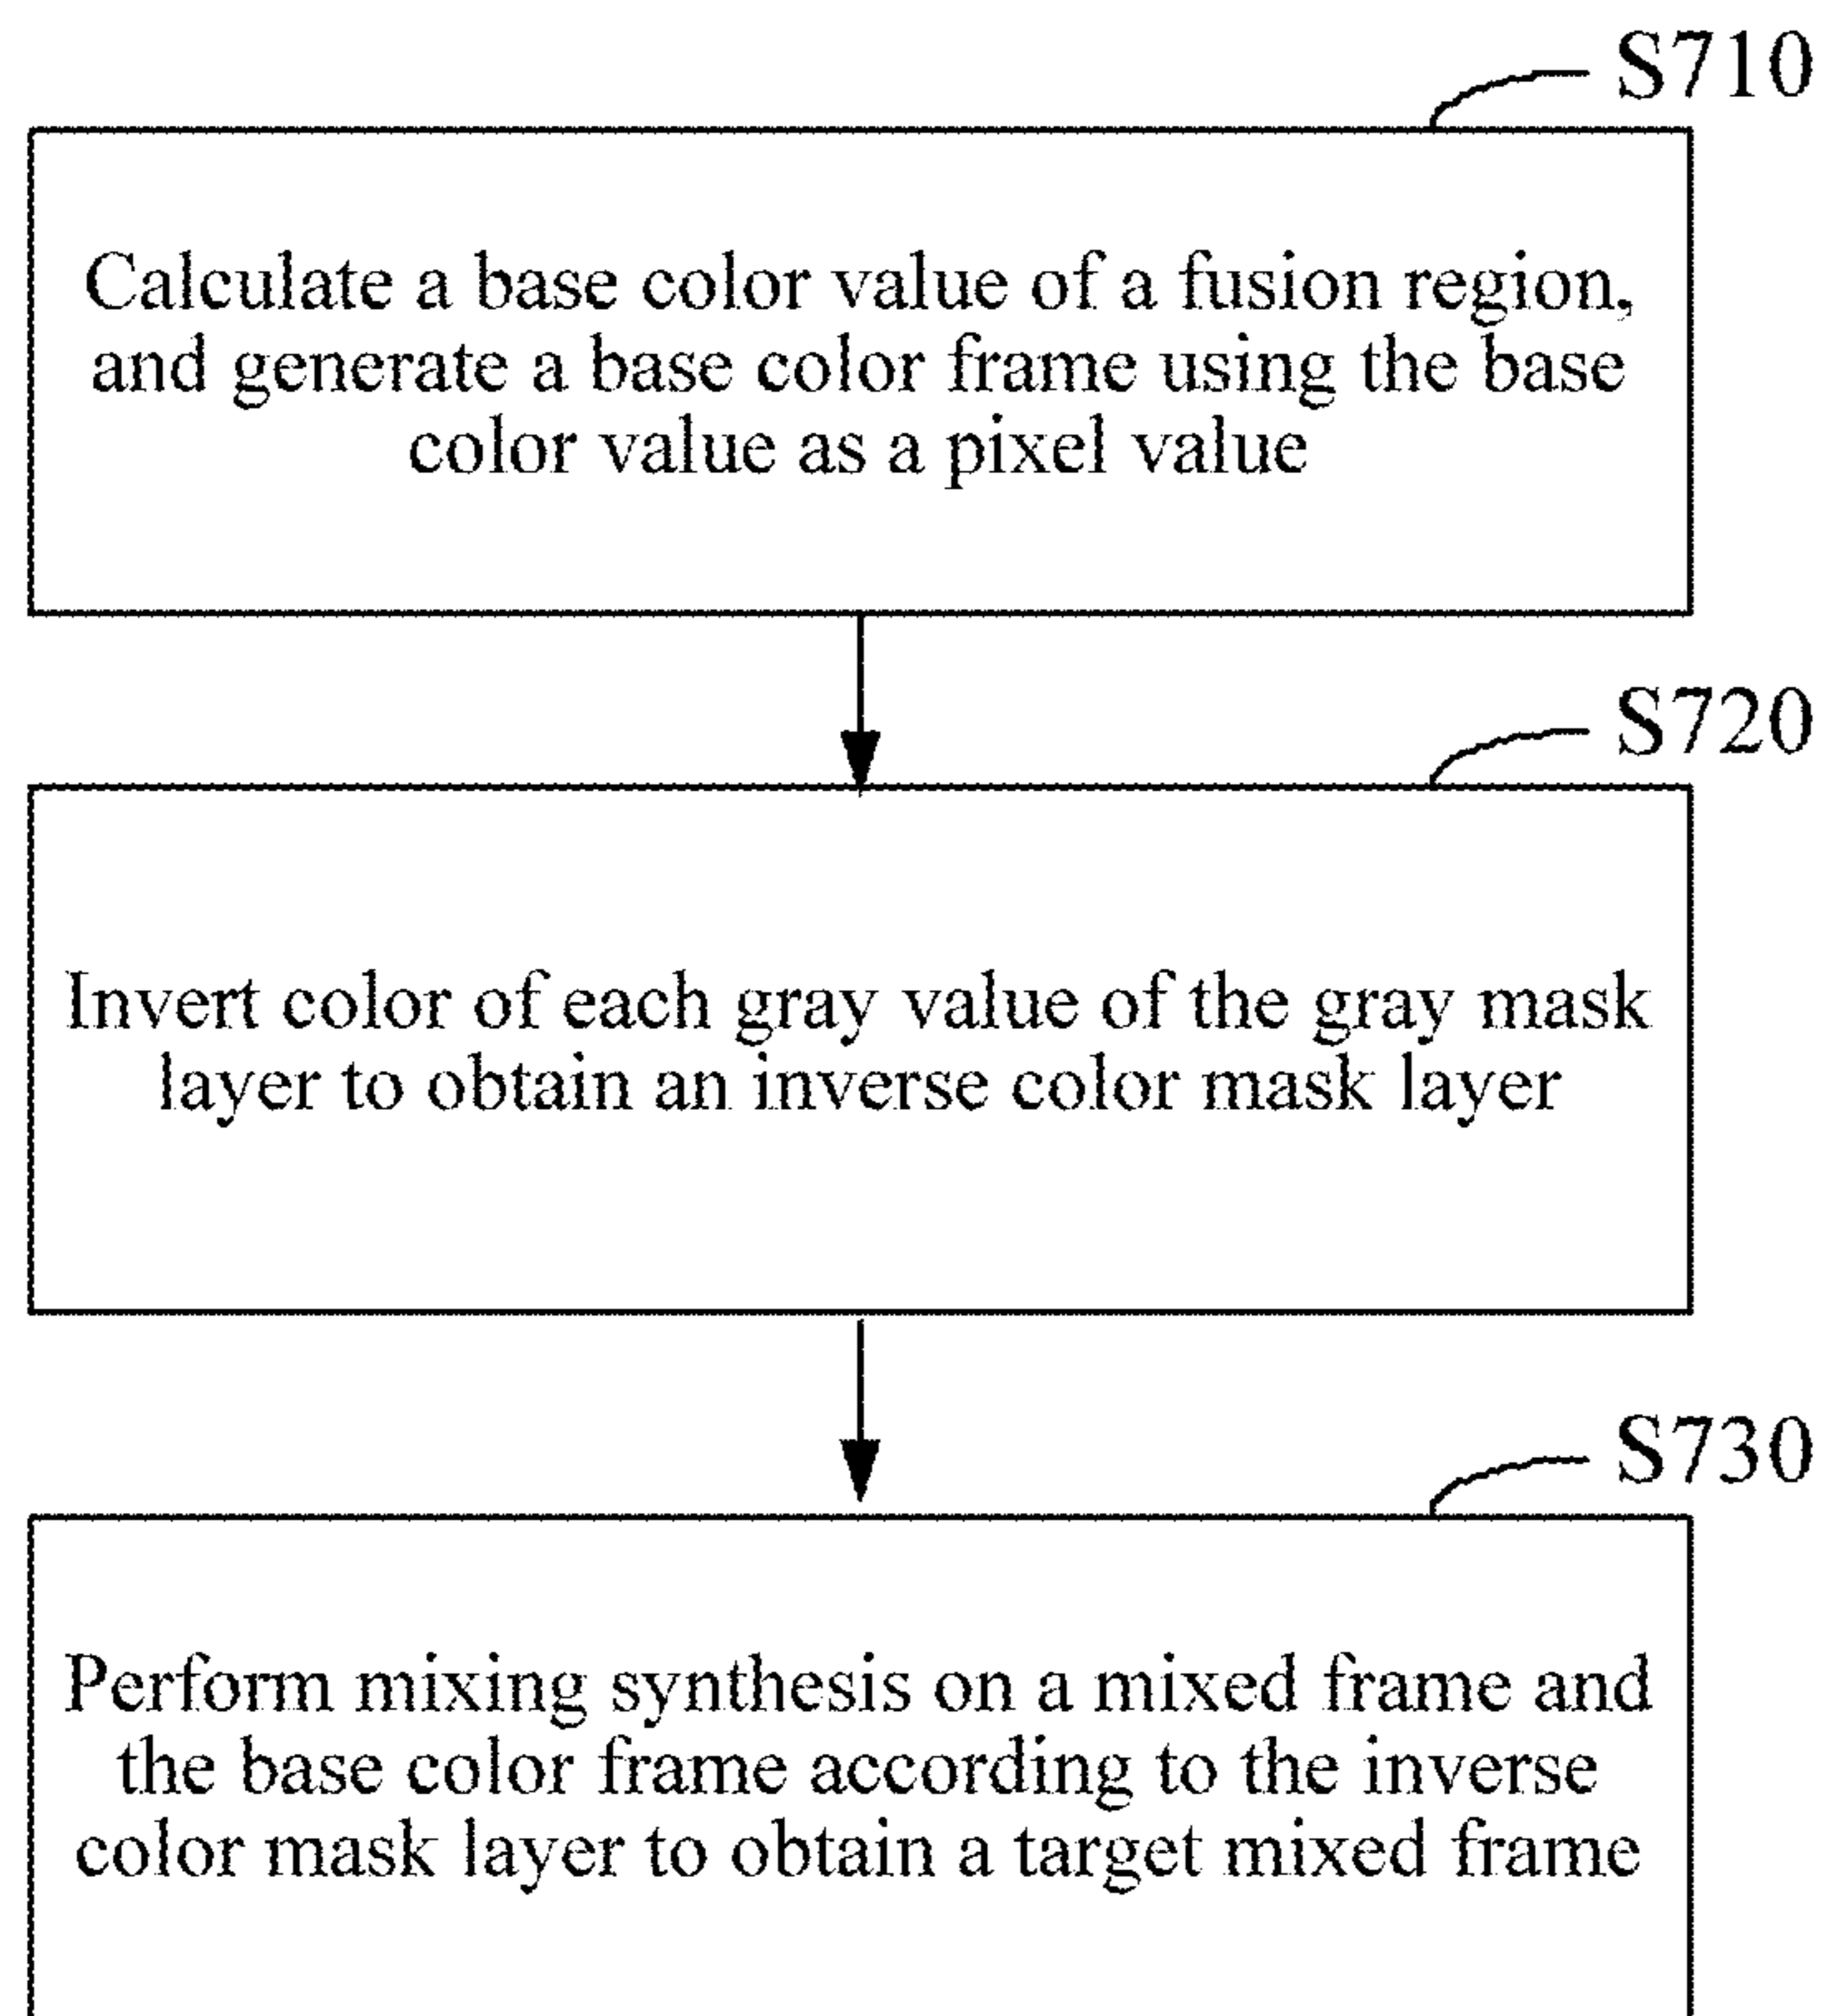 S710
Calculate a base color value of a fusion region,
and generate a base color frame using the base
color value as a pixel value
S720
Invert color of each gray value of the gray mask
layer to obtain an inverse color mask layer
S730
Perform mixing synthesis on a mixed frame and
the base color frame according to the inverse
color mask layer to obtain a target mixed frame